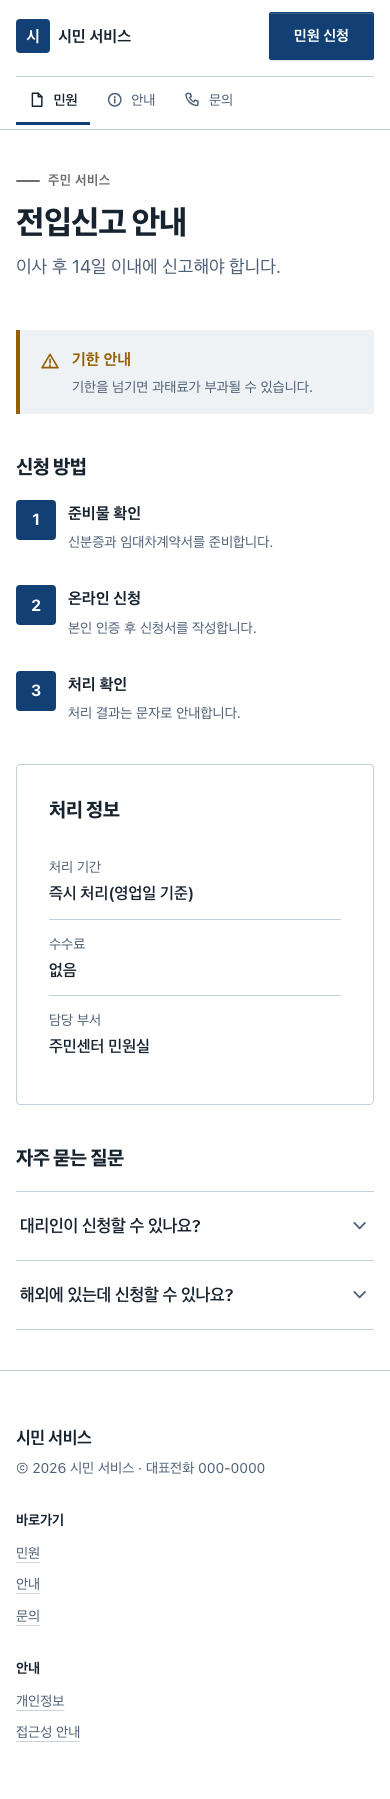 시 시민 서비스 민원 신청
민원 안내 문의
주민 서비스
전입신고 안내
이사 후 14일 이내에 신고해야 합니다.
기한 안내
기한을 넘기면 과태료가 부과될 수 있습니다.
신청 방법
1 준비물 확인
신분증과 임대차계약서를 준비합니다.
2 온라인 신청
본인 인증 후 신청서를 작성합니다.
3 처리 확인
처리 결과는 문자로 안내합니다.
처리 정보
처리 기간
즉시 처리(영업일 기준)
수수료
없음
담당 부서
주민센터 민원실
자주 묻는 질문
대리인이 신청할 수 있나요?
해외에 있는데 신청할 수 있나요?
시민 서비스
© 2026 시민 서비스 · 대표전화 000-0000
바로가기
민원
안내
문의
안내
개인정보
접근성 안내